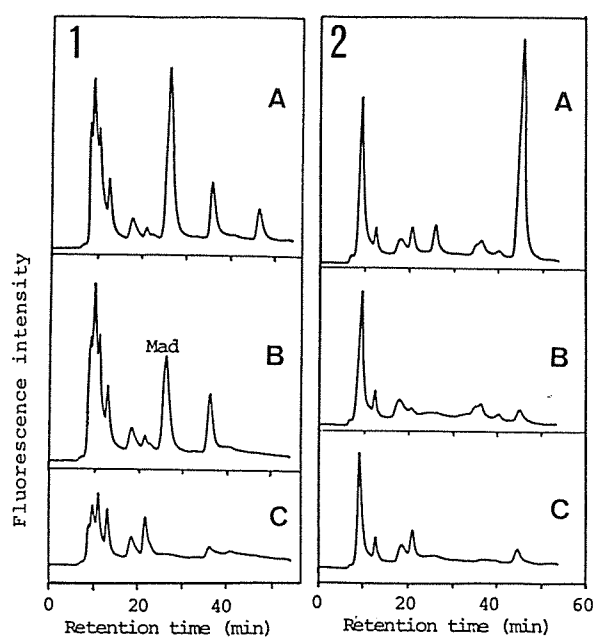 1
A
2
A
Mad
B
B
C
C
Fluorescence intensity
0 20 40
0 20 40 60
Retention time (min)
Retention time (min)